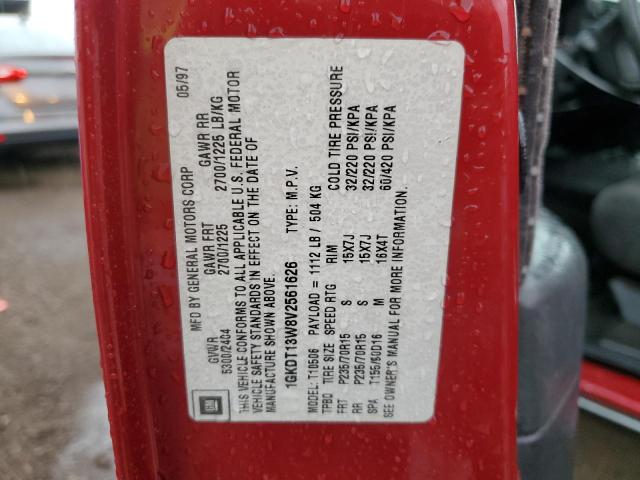 MFD BY GENERAL MOTORS CORP 05/97
GVWR GAWR FRT GAWR RR
5300/2404 2700/1225 2700/1225 LB/KG
THIS VEHICLE CONFORMS TO ALL APPLICABLE U.S. FEDERAL MOTOR
VEHICLE SAFETY STANDARDS IN EFFECT ON THE DATE OF
MANUFACTURE SHOWN ABOVE.
1GKDT13W8V2561626 TYPE: M.P.V.
MODEL: T10506 PAYLOAD = 1112 LB / 504 KG
TPBD TIRE SIZE SPEED RTG RIM COLD TIRE PRESSURE
FRT P235/70R15 S 15X7J 32/220 PSI/KPA
RR P235/70R15 S 15X7J 32/220 PSI/KPA
SPA T155/80D16 M 16X4T 60/420 PSI/KPA
SEE OWNER'S MANUAL FOR MORE INFORMATION.
GM